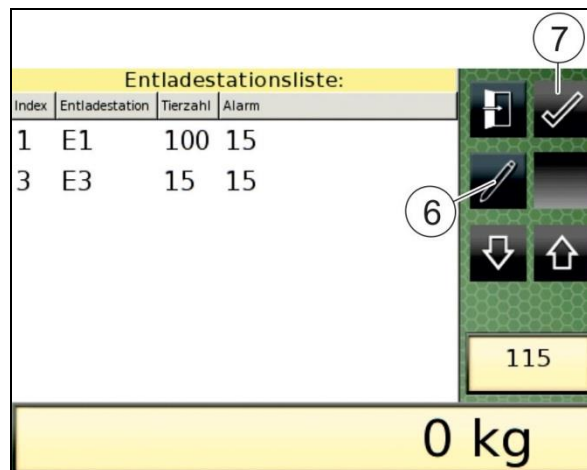 7
Entladestationsliste:
Index Entladestation Tierzahl Alarm
1 E1 100 15
3 E3 15 15
6
115
0 kg